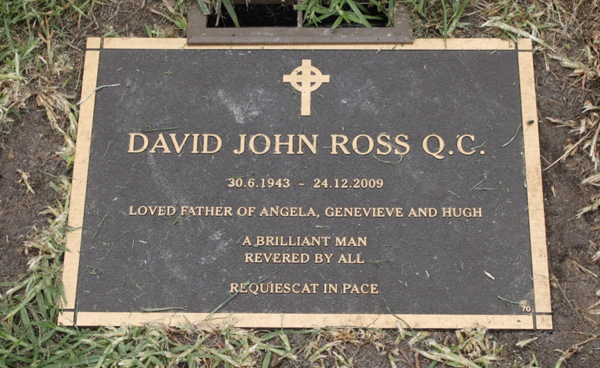 DAVID JOHN ROSS Q.C.
30.6.1943 - 24.12.2009
LOVED FATHER OF ANGELA, GENEVIEVE AND HUGH
A BRILLIANT MAN
REVERED BY ALL
REQUIESCAT IN PACE
70